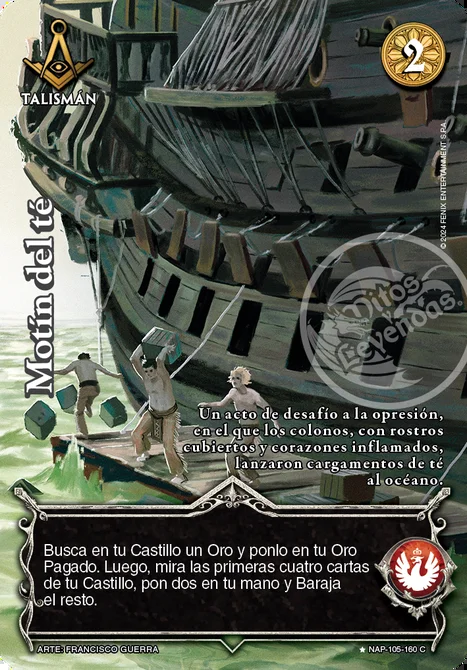 TALISMÁN
2
Motín del té
© 2024 FENIX ENTERTAINMENT S.P.A.
Mitos y
Leyendas
Un acto de desafío a la opresión,
en el que los colonos, con rostros
cubiertos y corazones inflamados,
lanzaron cargamentos de té
al océano.
Busca en tu Castillo un Oro y ponlo en tu Oro
Pagado. Luego, mira las primeras cuatro cartas
de tu Castillo, pon dos en tu mano y Baraja
el resto.
ARTE: FRANCISCO GUERRA
★ NAP-105-160 C